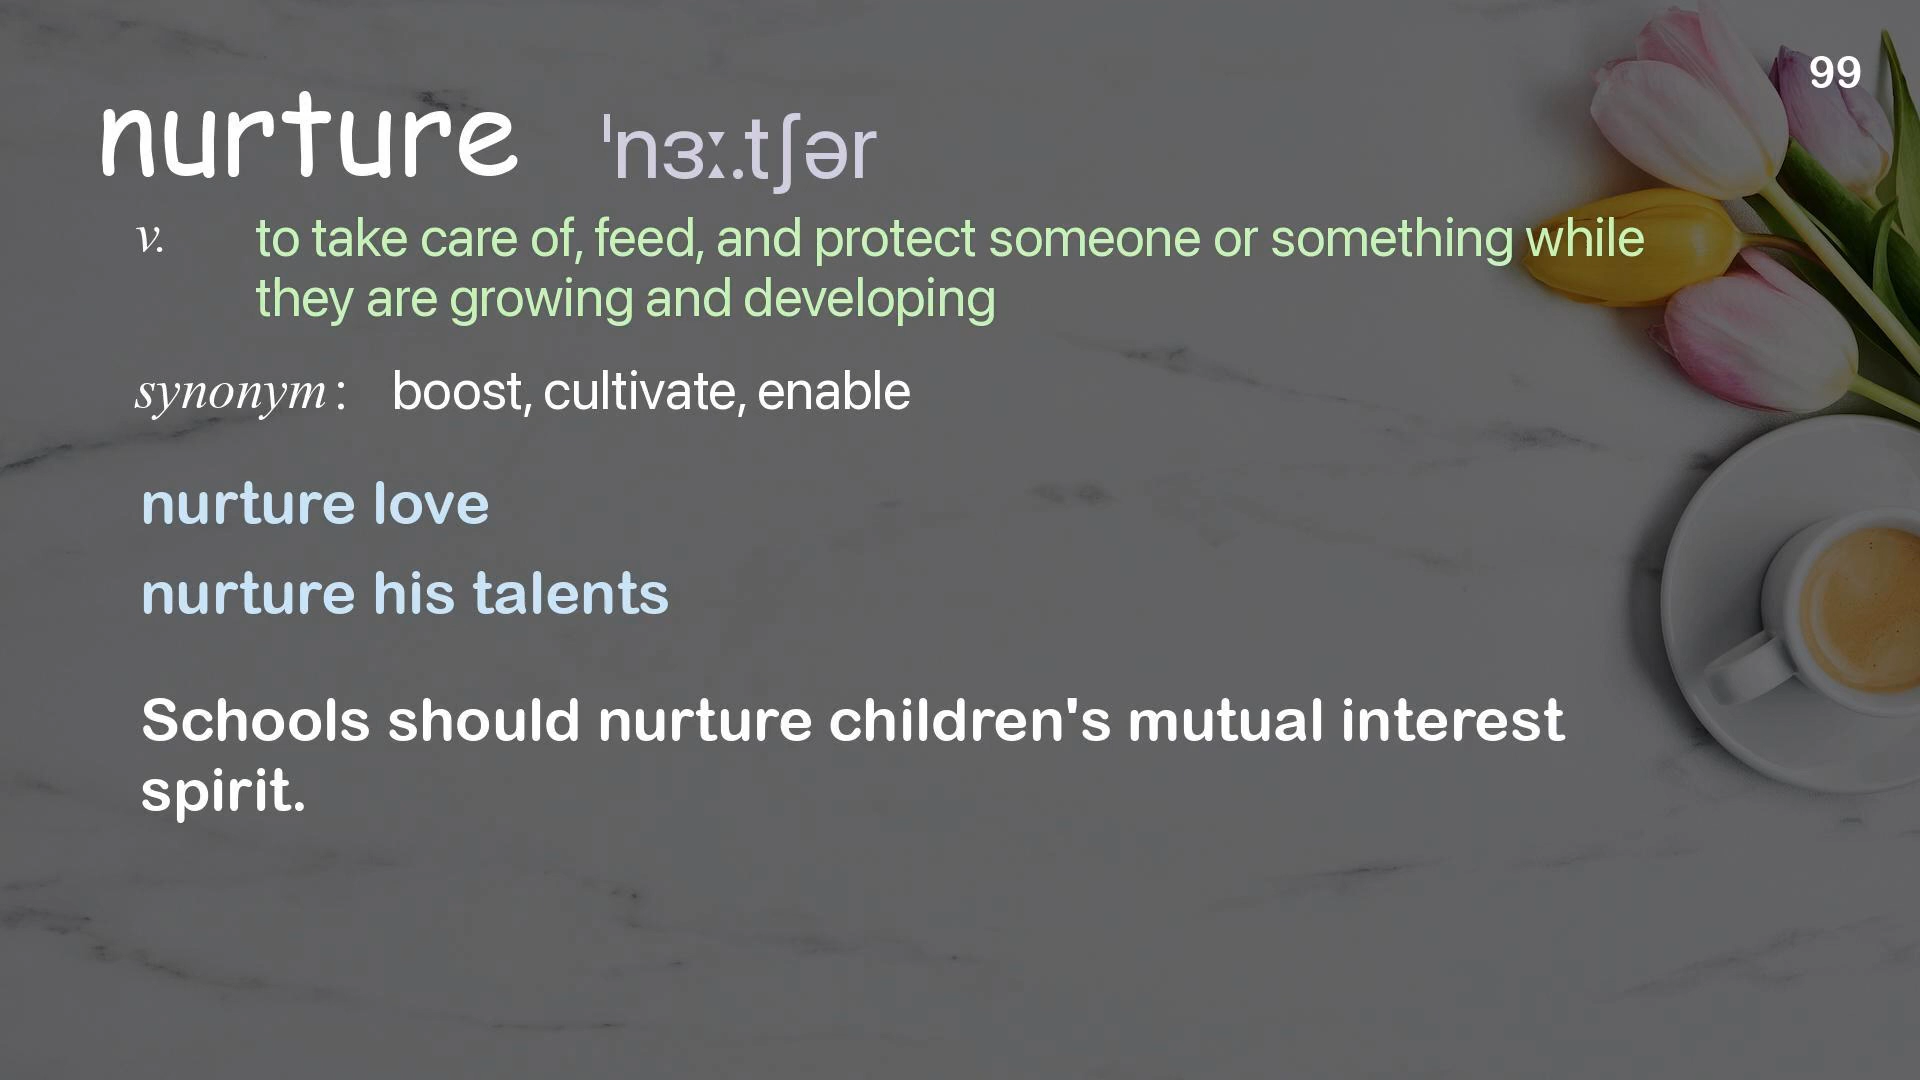 99
nurture ˈnɜː.tʃər
v. to take care of, feed, and protect someone or something while
they are growing and developing
synonym: boost, cultivate, enable
nurture love
nurture his talents
Schools should nurture children's mutual interest
spirit.